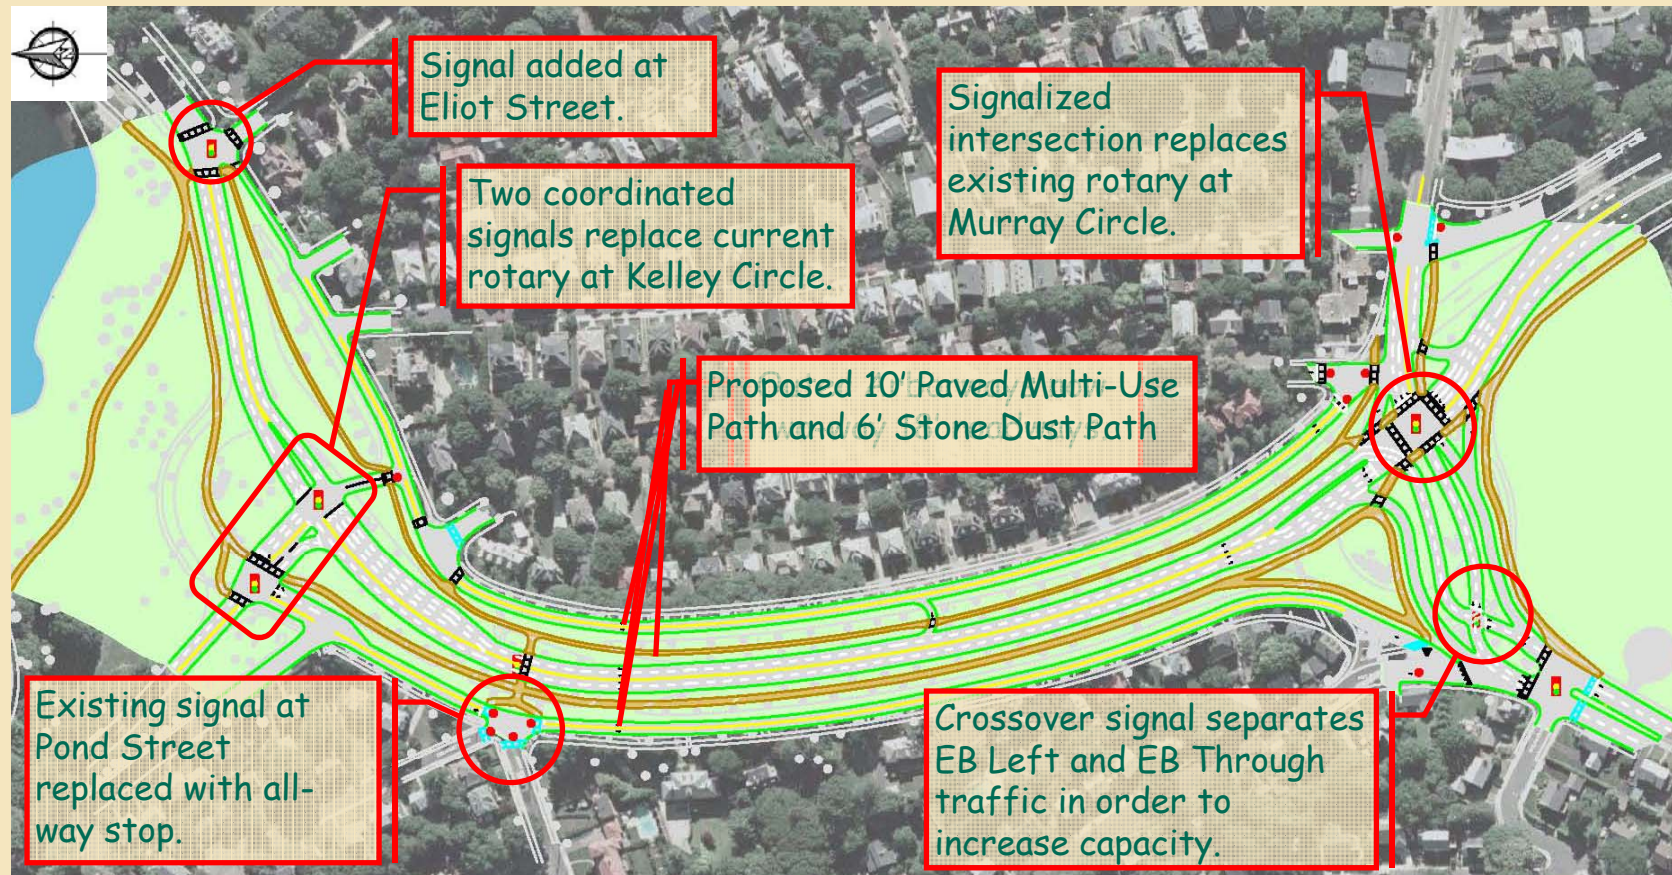 Signal added at
Eliot Street.
Two coordinated
signals replace current
rotary at Kelley Circle.
Signalized
intersection replaces
existing rotary at
Murray Circle.
Proposed 10' Paved Multi-Use
Path and 6' Stone Dust Path
Existing signal at
Pond Street
replaced with all-
way stop.
Crossover signal separates
EB Left and EB Through
traffic in order to
increase capacity.